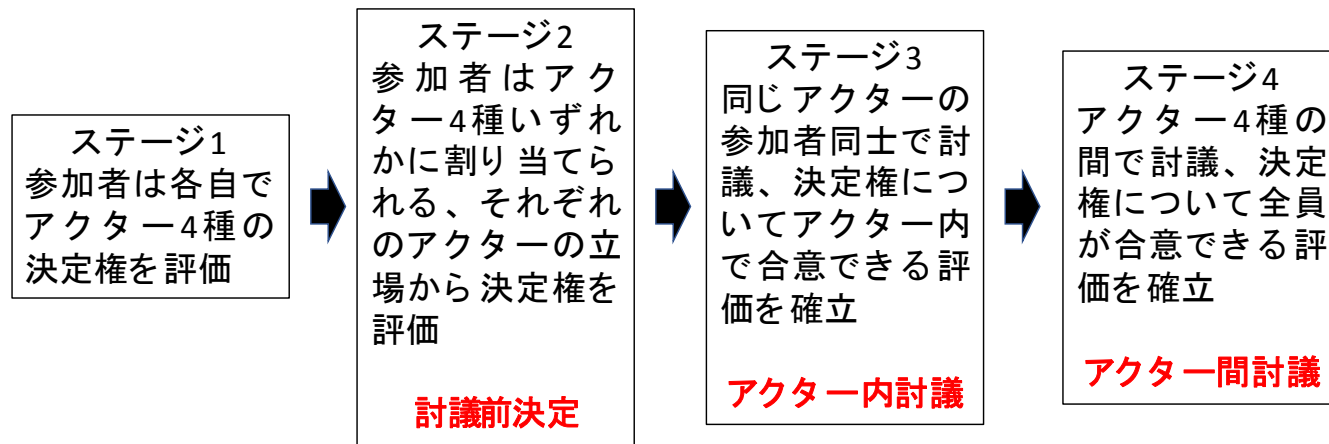 ステージ1
参加者は各自で
アクター4種の
決定権を評価
ステージ2
参加者はアク
ター4種いずれ
かに割り当てら
れる、それぞれ
のアクターの立
場から決定権を
評価
討議前決定
ステージ3
同じアクターの
参加者同士で討
議、決定権につ
いてアクター内
で合意できる評
価を確立
アクター内討議
ステージ4
アクター4種の
間で討議、決定
権について全員
が合意できる評
価を確立
アクター間討議